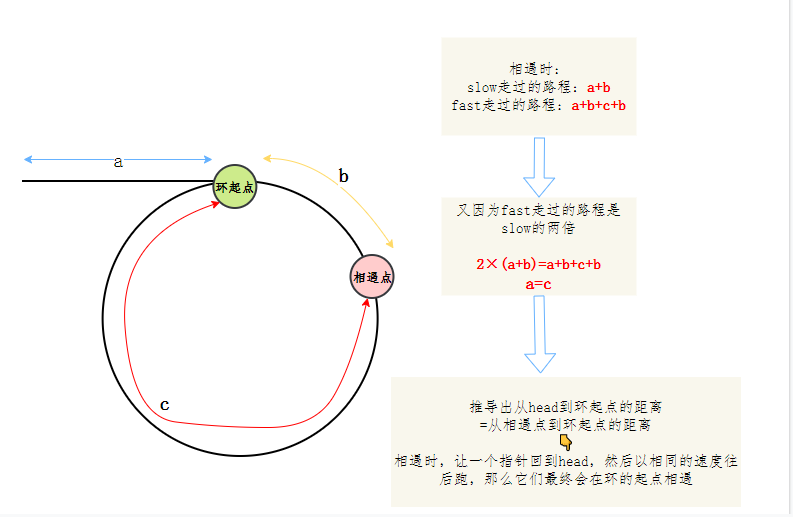 相遇时：
slow走过的路程：a+b
fast走过的路程：a+b+c+b
a
环起点
b
相遇点
c
又因为fast走过的路程是
slow的两倍
2×(a+b)=a+b+c+b
a=c
推导出从head到环起点的距离
=从相遇点到环起点的距离
相遇时，让一个指针回到head，然后以相同的速度往
后跑，那么它们最终会在环的起点相遇